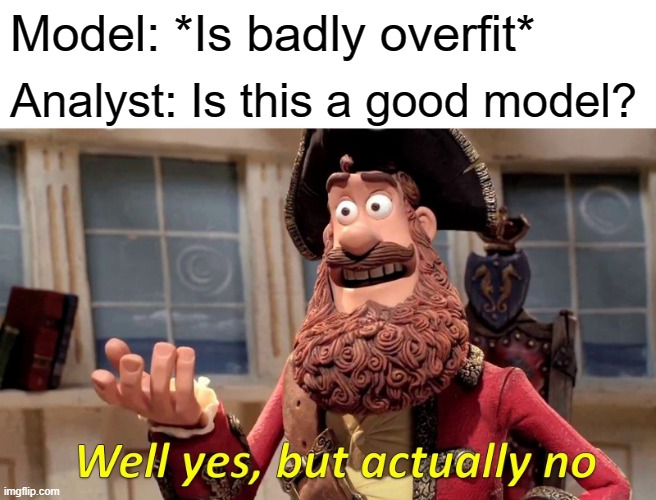 Model: *Is badly overfit*
Analyst: Is this a good model?
Well yes, but actually no
imgflip.com